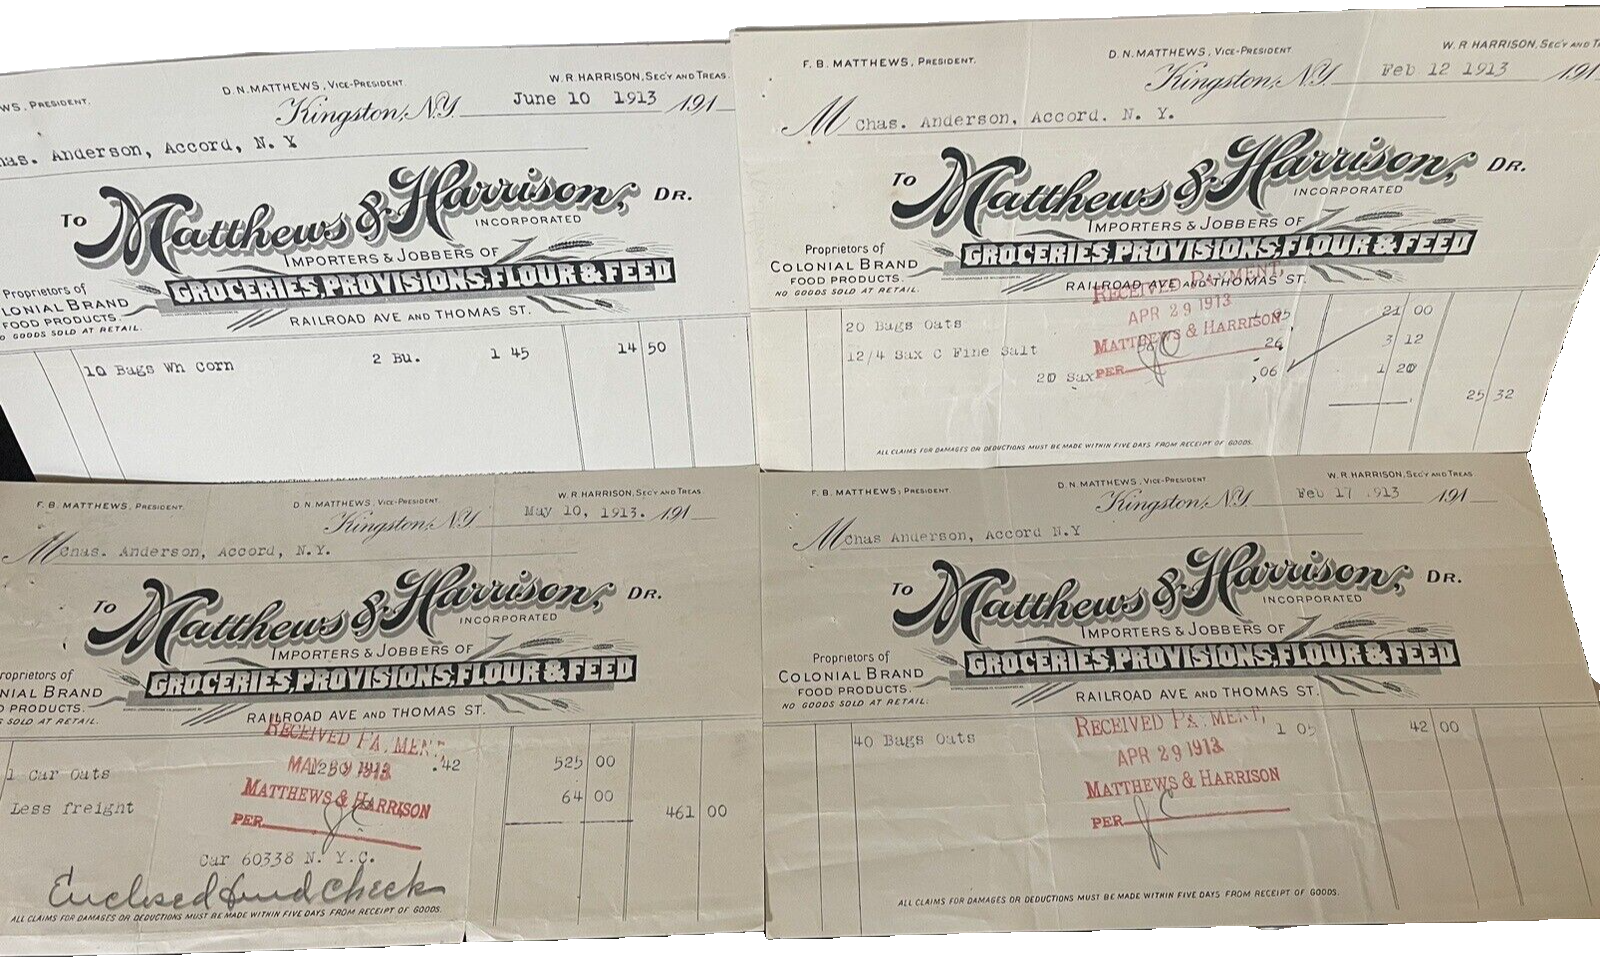 WS, PRESIDENT.
D. N. MATTHEWS, VICE-PRESIDENT.
W. R. HARRISON, SEC'Y AND TREAS.
Kingston, N.Y. June 10 1913 191
has. Anderson, Accord, N. Y
To Matthews & Harrison, DR.
INCORPORATED
IMPORTERS & JOBBERS OF
GROCERIES, PROVISIONS, FLOUR & FEED
Proprietors of
LONIAL BRAND
FOOD PRODUCTS.
GOODS SOLD AT RETAIL.
RAILROAD AVE AND THOMAS ST.
10 Bags Wh Corn 2 Bu. 1 45 14 50
F. B. MATTHEWS, PRESIDENT.
D. N. MATTHEWS, VICE-PRESIDENT
W. R. HARRISON, SEC'Y AND T
Kingston, N.Y. Feb 12 1913 191
M Chas. Anderson, Accord. N. Y.
To Matthews & Harrison, DR.
INCORPORATED
IMPORTERS & JOBBERS OF
GROCERIES, PROVISIONS, FLOUR & FEED
Proprietors of
COLONIAL BRAND
FOOD PRODUCTS.
NO GOODS SOLD AT RETAIL.
RAILROAD AVE AND THOMAS ST.
RECEIVED PAYMENT,
APR 29 1913
MATTHEWS & HARRISON
PER
20 Bags Oats 21 00
12/4 Sax C Fine Salt 26 3 12
20 Sax .06 1 20
25 32
ALL CLAIMS FOR DAMAGES OR DEDUCTIONS MUST BE MADE WITHIN FIVE DAYS FROM RECEIPT OF GOODS.
F. B. MATTHEWS, PRESIDENT.
D. N. MATTHEWS, VICE-PRESIDENT
W. R. HARRISON, SEC'Y AND TREAS
Kingston, N.Y. May 10, 1913. 191
M Chas. Anderson, Accord, N.Y.
To Matthews & Harrison, DR.
INCORPORATED
IMPORTERS & JOBBERS OF
GROCERIES, PROVISIONS, FLOUR & FEED
roprietors of
NIAL BRAND
PRODUCTS.
SOLD AT RETAIL.
RAILROAD AVE AND THOMAS ST.
RECEIVED PAYMENT,
MATTHEWS & HARRISON
PER
1 Car Oats .42 525 00
Less freight 64 00 461 00
Car 60338 N. Y.C.
Enclosed find Check
ALL CLAIMS FOR DAMAGES OR DEDUCTIONS MUST BE MADE WITHIN FIVE DAYS FROM RECEIPT OF GOODS.
F. B. MATTHEWS, PRESIDENT
D. N. MATTHEWS, VICE-PRESIDENT
W. R. HARRISON, SEC'Y AND TREAS
Kingston, N.Y. Feb 17 1913 191
M Chas Anderson, Accord N.Y
To Matthews & Harrison, DR.
INCORPORATED
IMPORTERS & JOBBERS OF
GROCERIES, PROVISIONS, FLOUR & FEED
Proprietors of
COLONIAL BRAND
FOOD PRODUCTS.
NO GOODS SOLD AT RETAIL.
RAILROAD AVE AND THOMAS ST.
40 Bags Oats 1 05 42 00
RECEIVED PAYMENT,
APR 29 1913
MATTHEWS & HARRISON
PER JC
ALL CLAIMS FOR DAMAGES OR DEDUCTIONS MUST BE MADE WITHIN FIVE DAYS FROM RECEIPT OF GOODS.